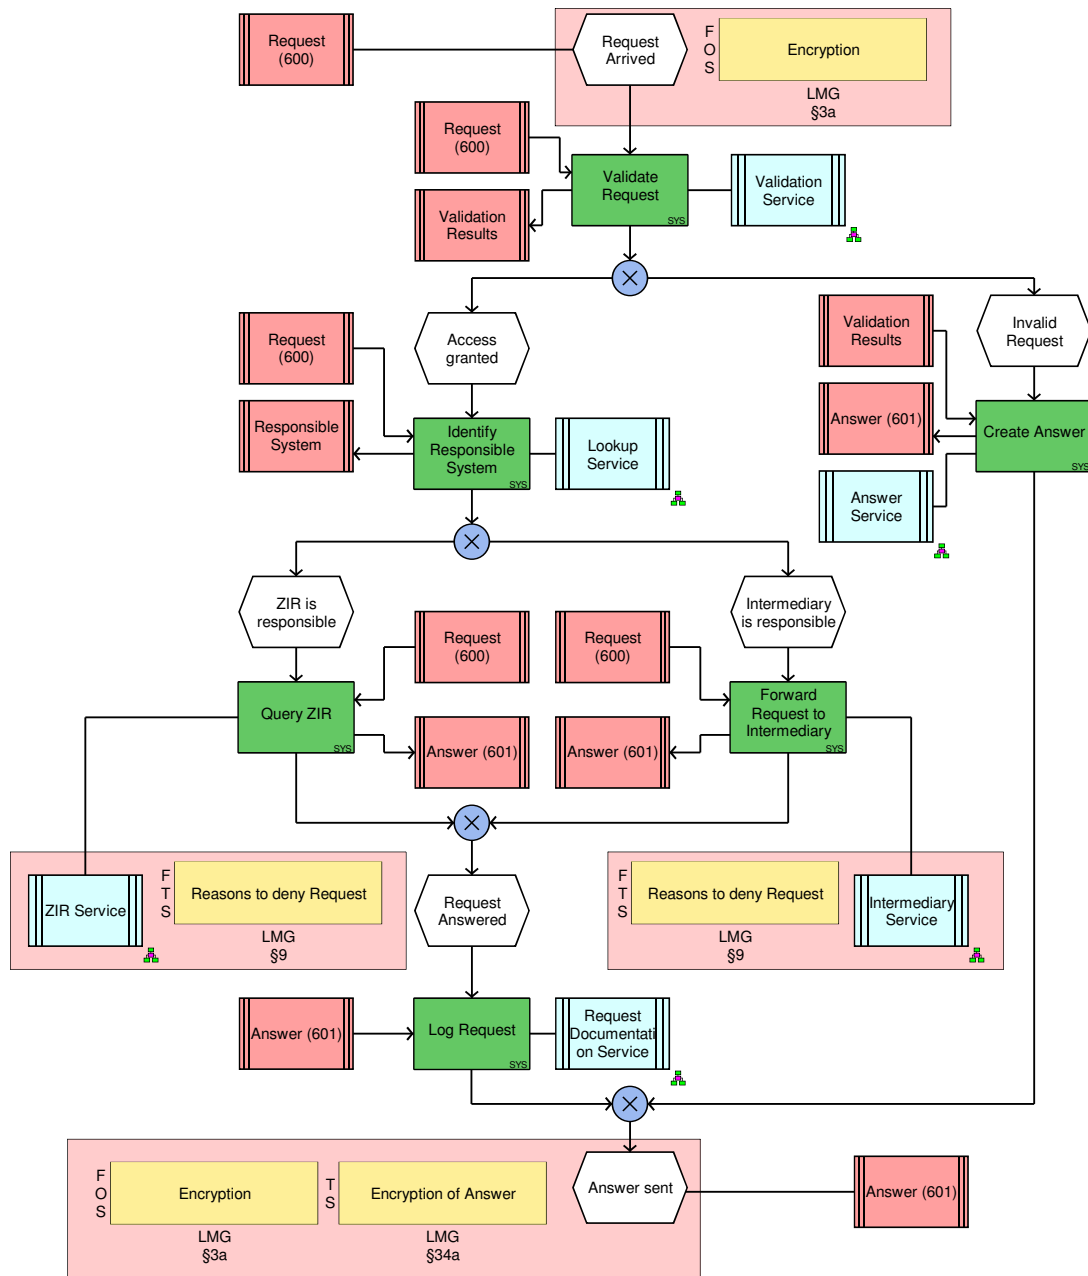 Request
(600)
Request
Arrived
F
O
S
Encryption
LMG
§3a
Request
(600)
Validate
Request
SYS
Validation
Service
Validation
Results
Request
(600)
Access
granted
Validation
Results
Invalid
Request
Responsible
System
Identify
Responsible
System
SYS
Lookup
Service
Answer (601)
Create Answer
SYS
Answer
Service
ZIR is
responsible
Intermediary
is responsible
Request
(600)
Request
(600)
Query ZIR
SYS
Forward
Request to
Intermediary
SYS
Answer (601)
Answer (601)
ZIR Service
F
T
S
Reasons to deny Request
LMG
§9
Request
Answered
F
T
S
Reasons to deny Request
LMG
§9
Intermediary
Service
Answer (601)
Log Request
SYS
Request
Documentati
on Service
F
O
S
Encryption
LMG
§3a
T
S
Encryption of Answer
LMG
§34a
Answer sent
Answer (601)